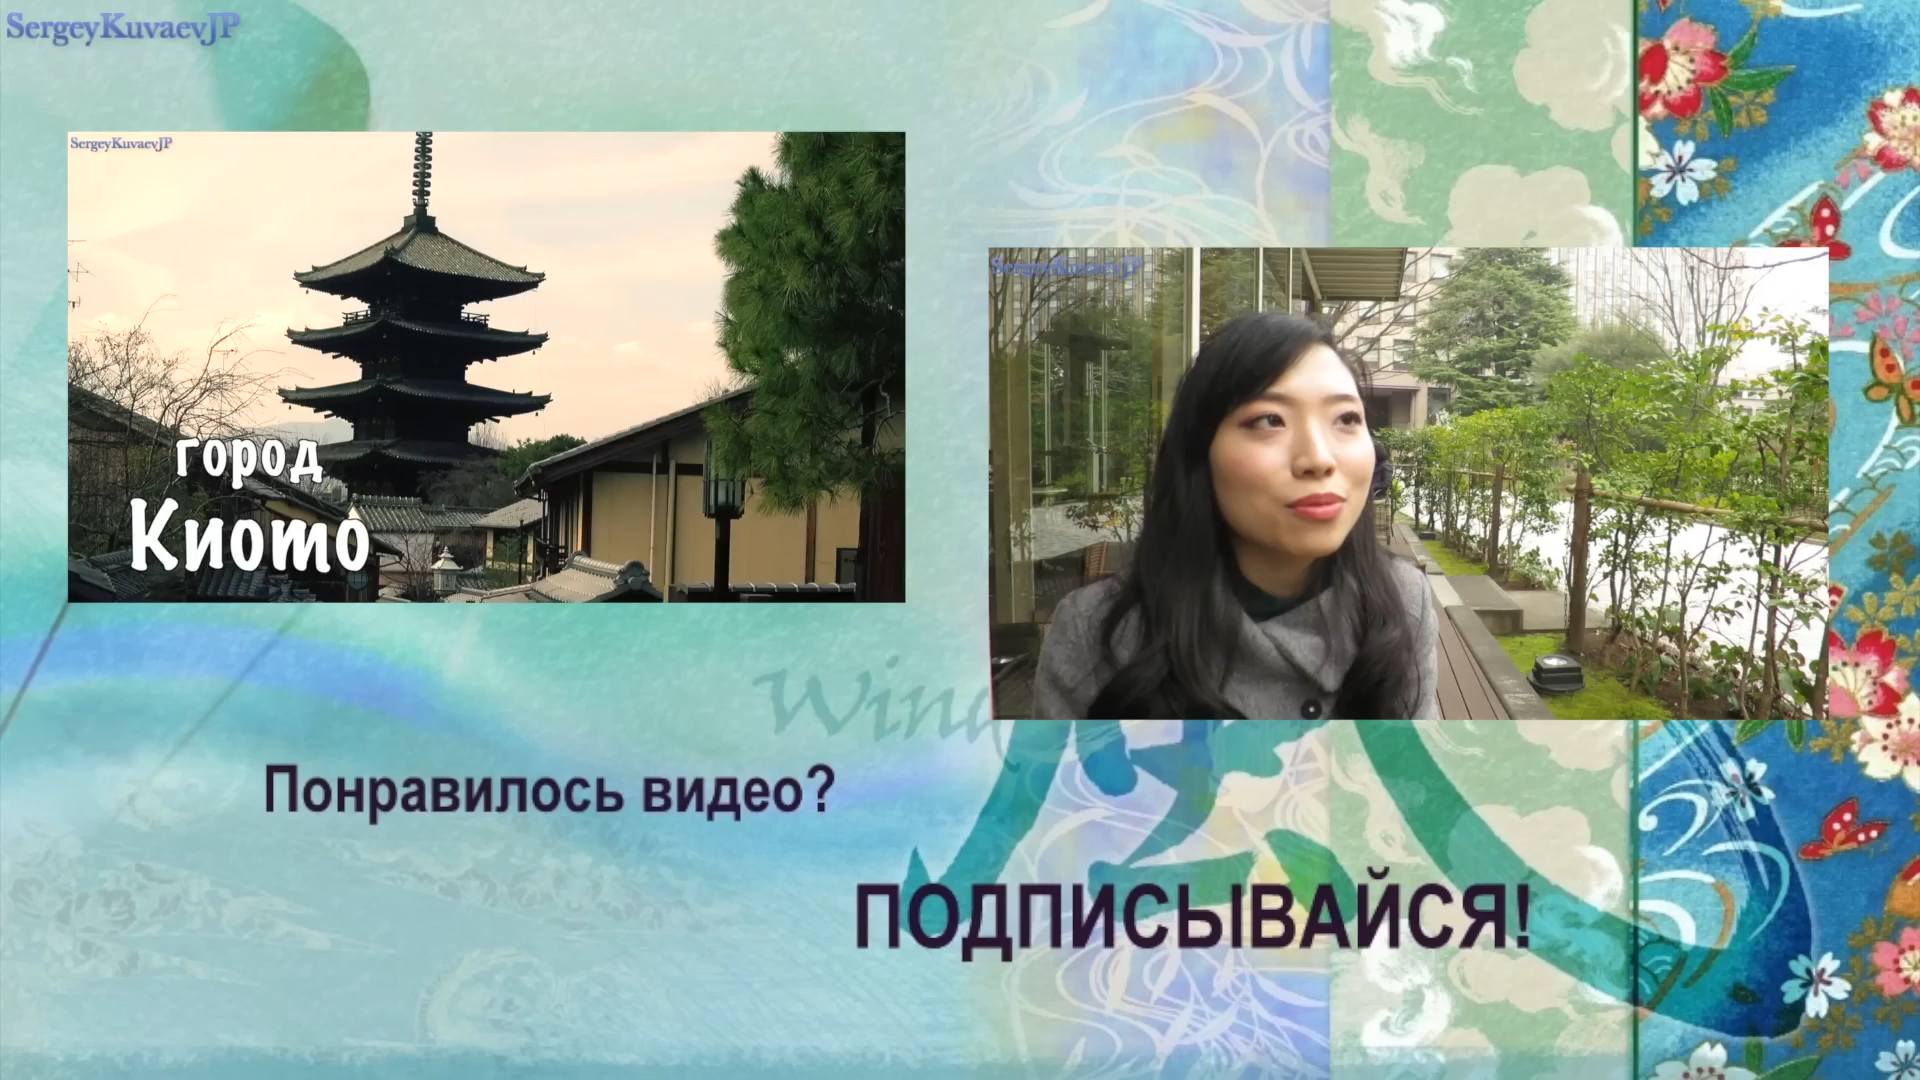 SergeyKuvaevJP
SergeyKuvaevJP
город
Киото
SergeyKuvaevJP
Понравилось видео?
ПОДПИСЫВАЙСЯ!